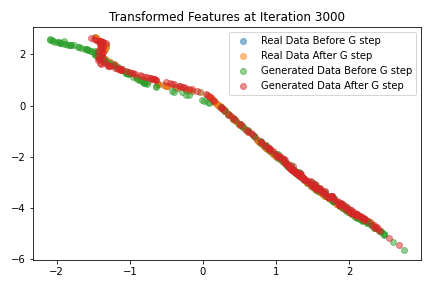 Transformed Features at Iteration 3000
Real Data Before G step
Real Data After G step
Generated Data Before G step
Generated Data After G step
2
0
−2
−4
−6
−2
−1
0
1
2